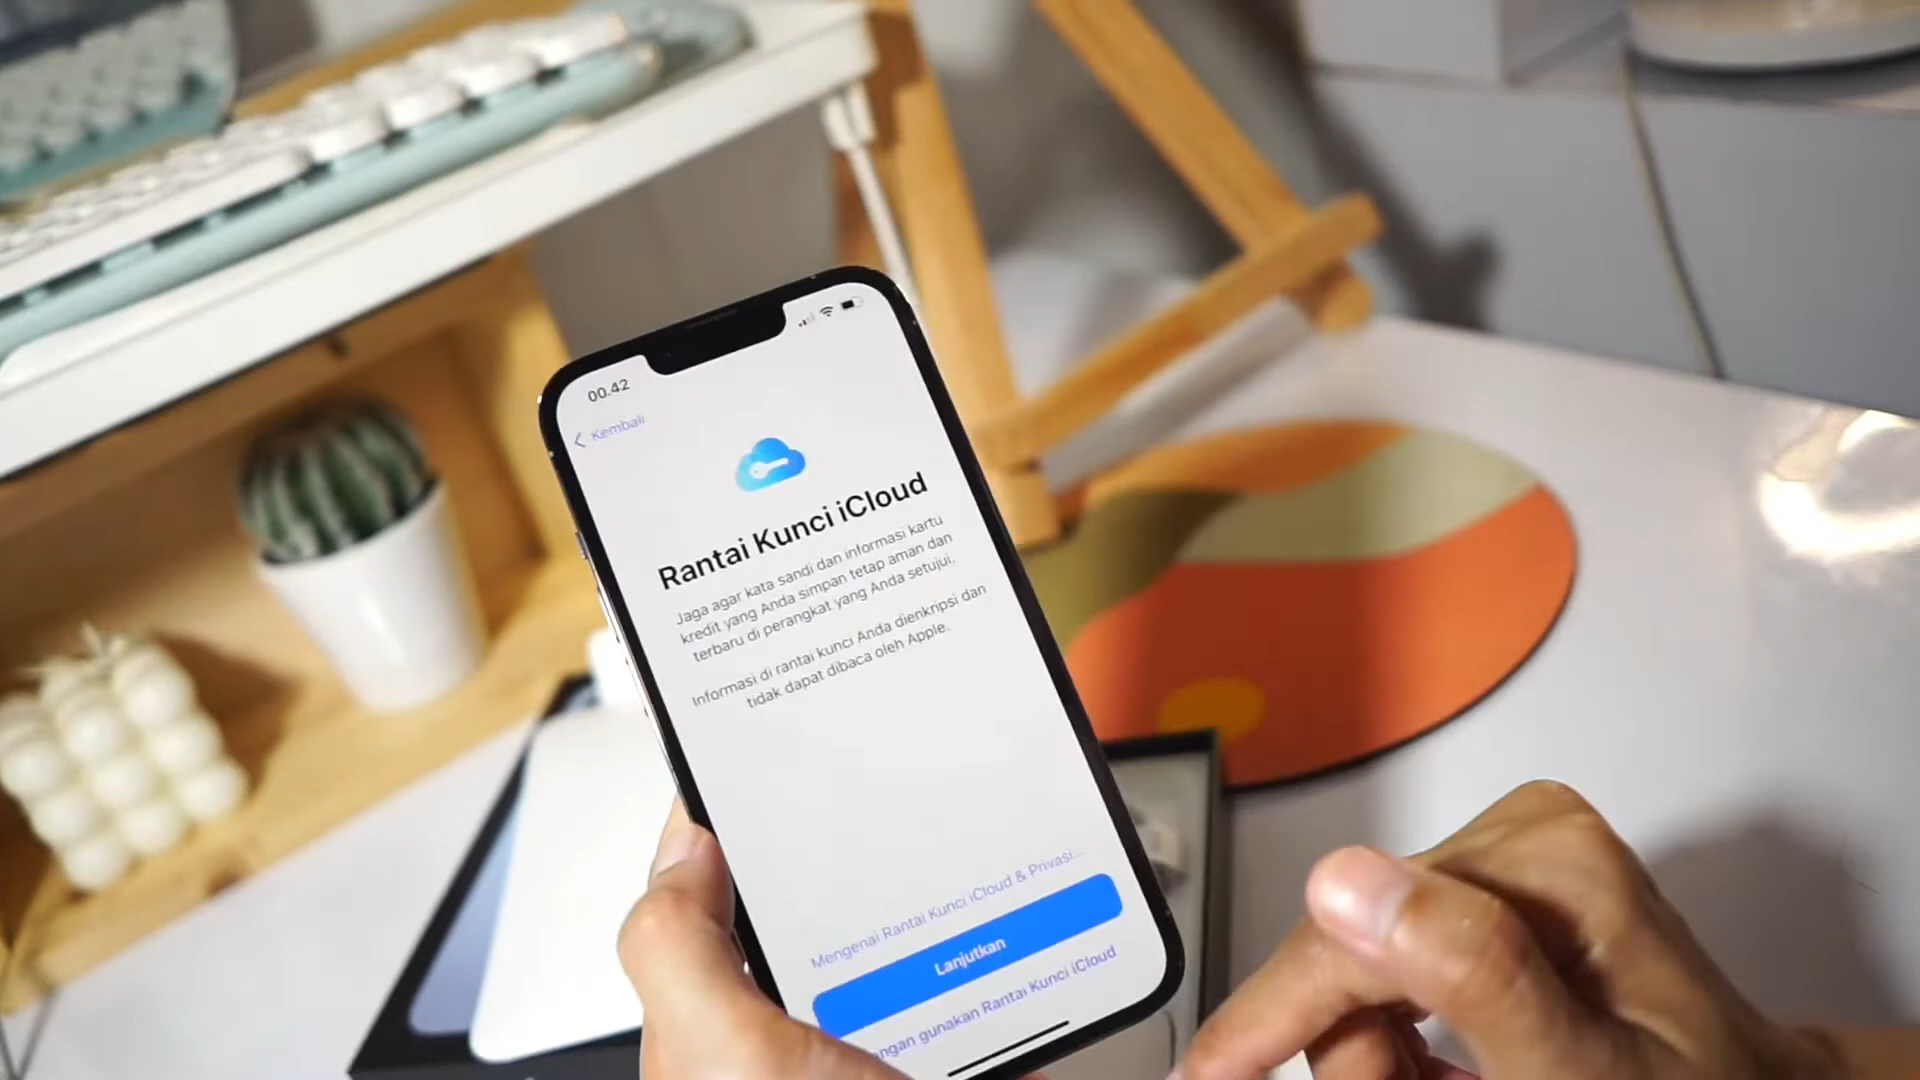 00.42
Kembali
Rantai Kunci iCloud
Jaga agar kata sandi dan informasi kartu
kredit yang Anda simpan tetap aman dan
terbaru di perangkat yang Anda setujui.
Informasi di rantai kunci Anda dienkripsi dan
tidak dapat dibaca oleh Apple.
Mengenai Rantai Kunci iCloud & Privasi...
Lanjutkan
gunakan Rantai Kunci iCloud